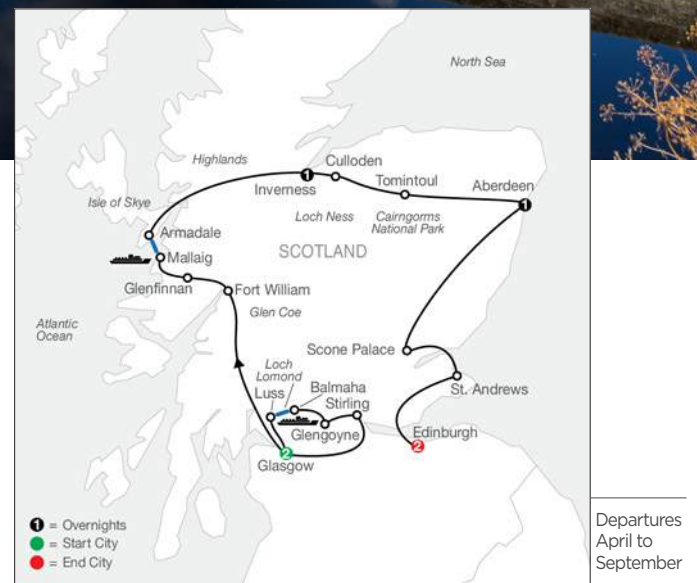 North Sea
Highlands
Culloden
Inverness
Tomintoul
Aberdeen
Isle of Skye
Loch Ness
Cairngorms
National Park
Armadale
SCOTLAND
Mallaig
Glenfinnan
Fort William
Glen Coe
Atlantic
Ocean
Scone Palace
Loch
Lomond
Luss
Balmaha
Stirling
St. Andrews
Glengoyne
Edinburgh
Glasgow
1
1
2
2
1 = Overnights
= Start City
= End City
Departures
April to
September